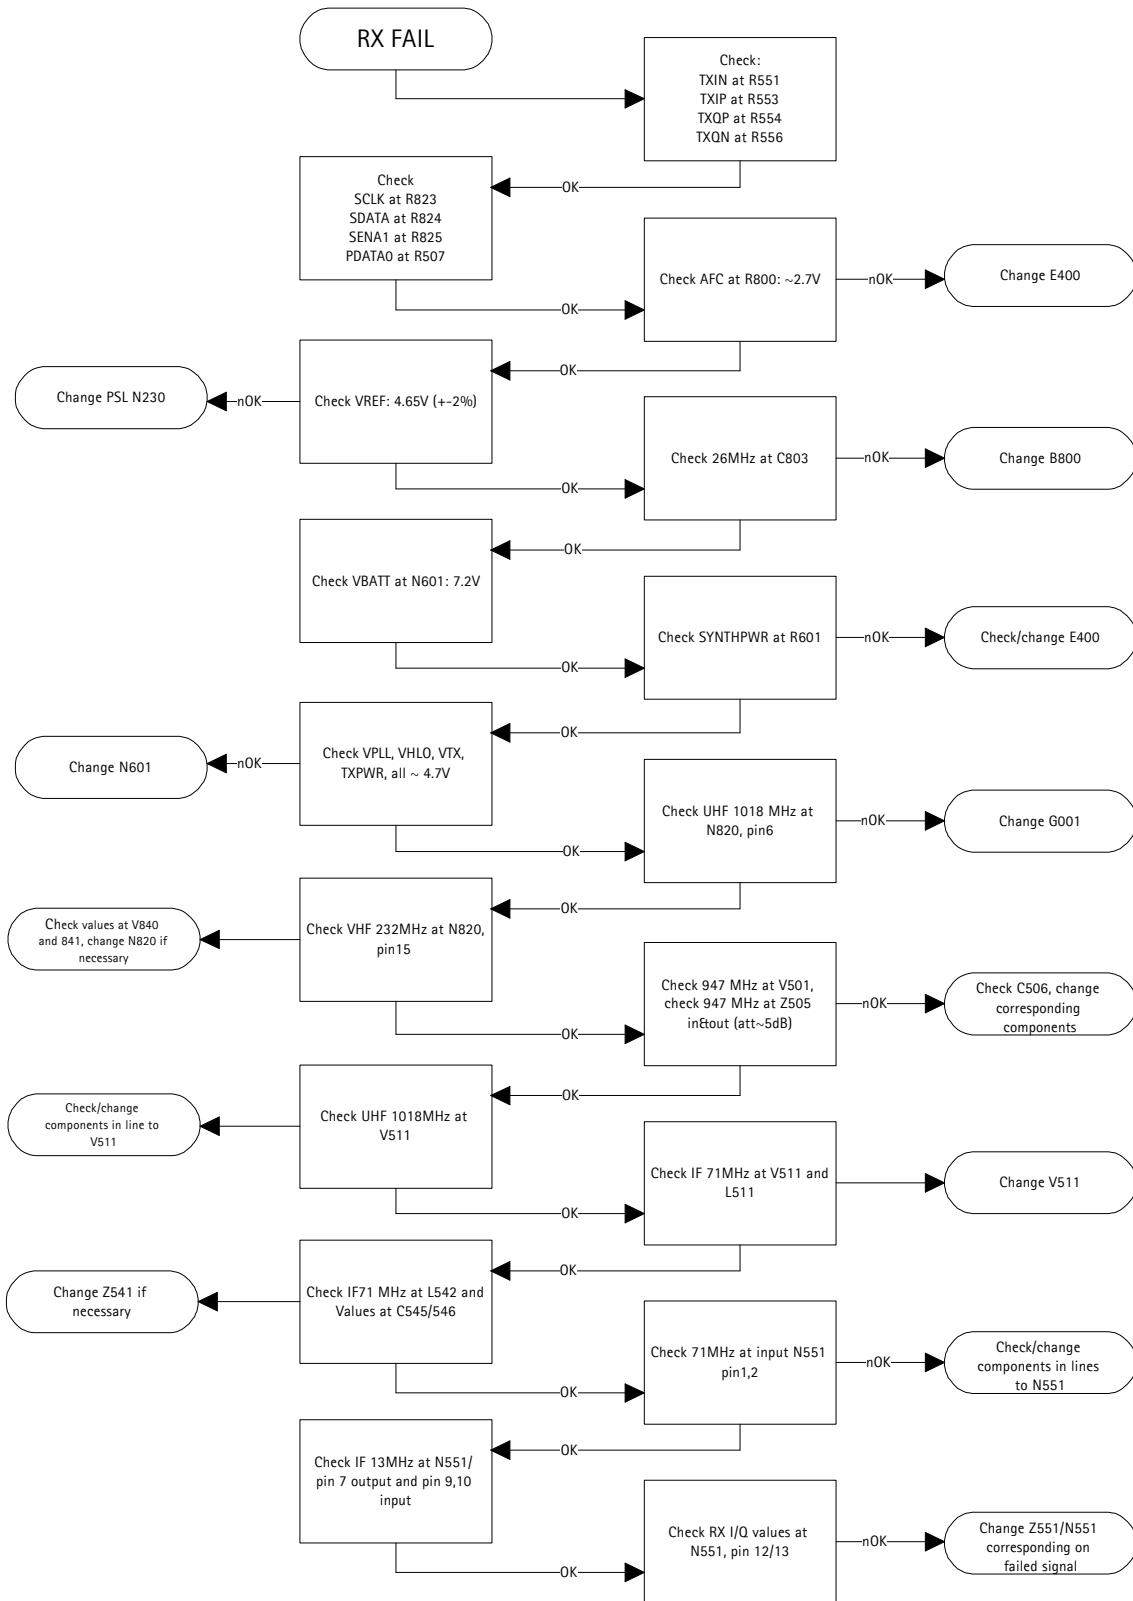 RX FAIL
Check:
TXIN at R551
TXIP at R553
TXQP at R554
TXQN at R556
OK
Check
SCLK at R823
SDATA at R824
SENA1 at R825
PDATA0 at R507
OK
Check AFC at R800: ~2.7V
nOK
Change E400
OK
Check VREF: 4.65V (+-2%)
nOK
Change PSL N230
OK
Check 26MHz at C803
nOK
Change B800
OK
Check VBATT at N601: 7.2V
OK
Check SYNTHPWR at R601
nOK
Check/change E400
OK
Check VPLL, VHLO, VTX,
TXPWR, all ~ 4.7V
nOK
Change N601
OK
Check UHF 1018 MHz at
N820, pin6
nOK
Change G001
OK
Check VHF 232MHz at N820,
pin15
Check values at V840
and 841, change N820 if
necessary
OK
Check 947 MHz at V501,
check 947 MHz at Z505
in&out (att~5dB)
nOK
Check C506, change
corresponding
components
OK
Check UHF 1018MHz at
V511
Check/change
components in line to
V511
OK
Check IF 71MHz at V511 and
L511
Change V511
OK
Check IF71 MHz at L542 and
Values at C545/546
Change Z541 if
necessary
OK
Check 71MHz at input N551
pin1,2
nOK
Check/change
components in lines
to N551
OK
Check IF 13MHz at N551/
pin 7 output and pin 9,10
input
OK
Check RX I/Q values at
N551, pin 12/13
nOK
Change Z551/N551
corresponding on
failed signal